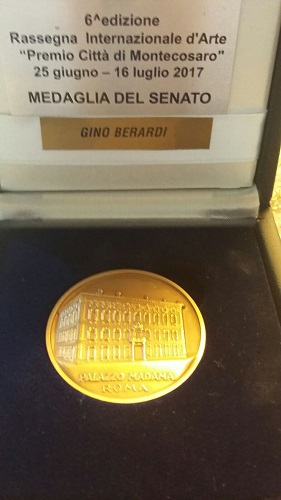 6^edizione
Rassegna Internazionale d'Arte
"Premio Città di Montecosaro"
25 giugno – 16 luglio 2017
MEDAGLIA DEL SENATO
GINO BERARDI
PALAZZO MADAMA
ROMA